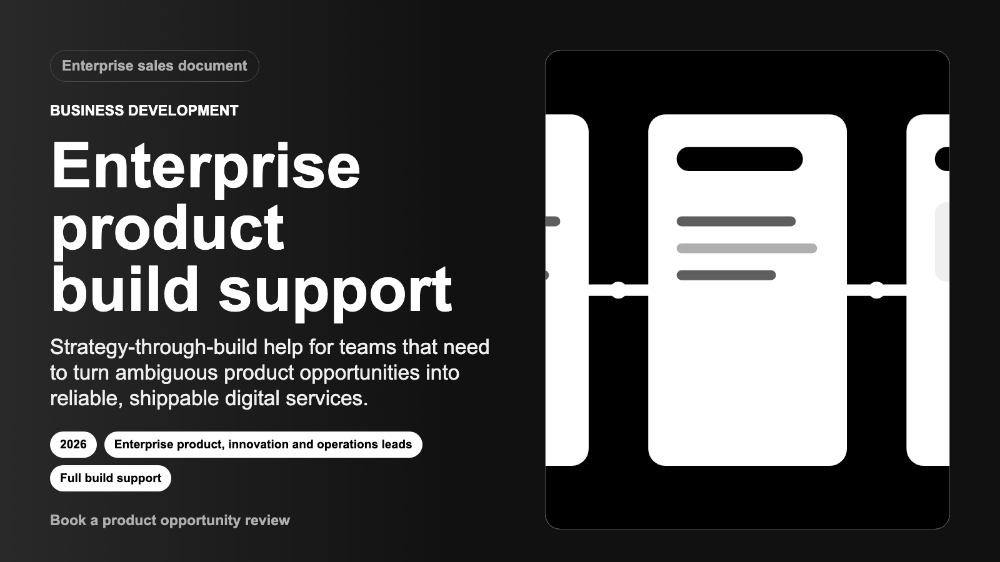 Enterprise sales document
BUSINESS DEVELOPMENT
Enterprise
product
build support
Strategy-through-build help for teams that need
to turn ambiguous product opportunities into
reliable, shippable digital services.
2026
Enterprise product, innovation and operations leads
Full build support
Book a product opportunity review